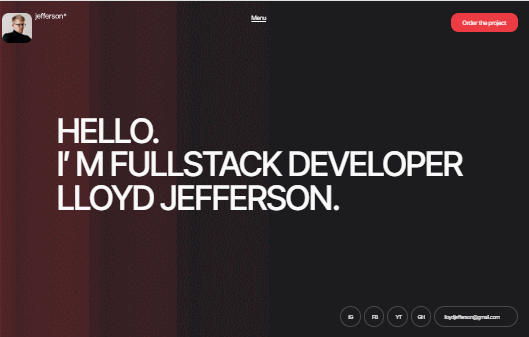 jefferson*
Menu
Order the project
HELLO.
I' M FULLSTACK DEVELOPER
LLOYD JEFFERSON.
IG
FB
YT
GH
lloydjefferson@gmail.com